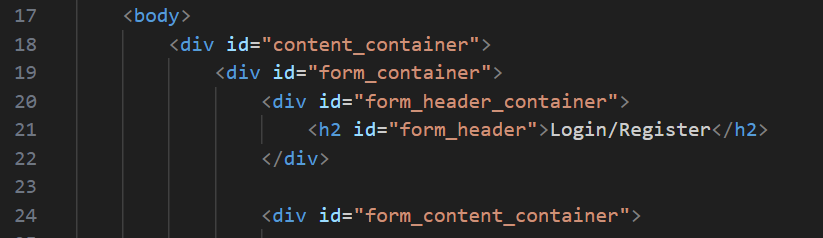 17 <body>
18 <div id="content_container">
19 <div id="form_container">
20 <div id="form_header_container">
21 <h2 id="form_header">Login/Register</h2>
22 </div>
23
24 <div id="form_content_container">